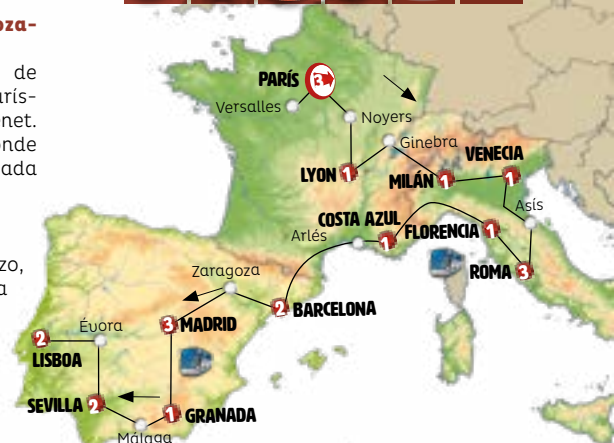 oza-
de
arís-
net.
onde
ada
zo,
a
PARÍS
3
Versalles
Noyers
Ginebra
VENECIA
1
LYON 1
MILÁN 1
Asís
COSTA AZUL
1
FLORENCIA
1
Arlés
ROMA 3
Zaragoza
2 BARCELONA
3 MADRID
2
LISBOA
Évora
SEVILLA 2
1 GRANADA
Málaga